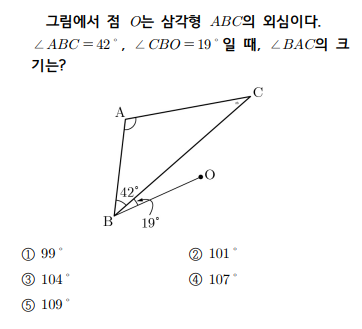 그림에서 점 O는 삼각형 ABC의 외심이다.
∠ABC = 42°, ∠CBO = 19°일 때, ∠BAC의 크
기는?
C
A
O
42°
B
19°
① 99°
② 101°
③ 104°
④ 107°
⑤ 109°